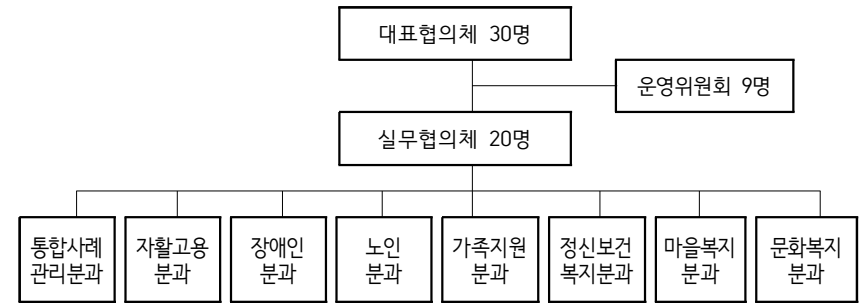 대표협의체 30명
운영위원회 9명
실무협의체 20명
통합사례
관리분과
자활고용
분과
장애인
분과
노인
분과
가족지원
분과
정신보건
복지분과
마을복지
분과
문화복지
분과